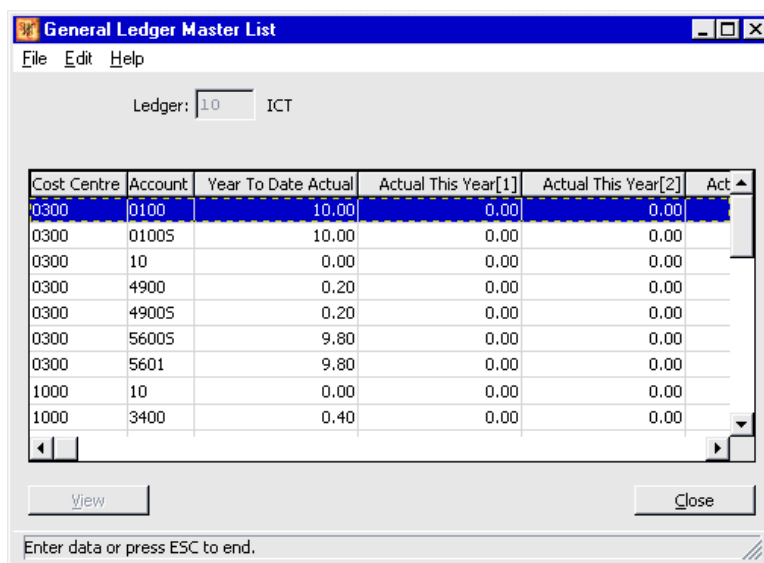 General Ledger Master List
File Edit Help
Ledger: 10 ICT
Cost Centre Account Year To Date Actual Actual This Year[1] Actual This Year[2] Act
0300 0100 10.00 0.00 0.00
0300 0100S 10.00 0.00 0.00
0300 10 0.00 0.00 0.00
0300 4900 0.20 0.00 0.00
0300 4900S 0.20 0.00 0.00
0300 5600S 9.80 0.00 0.00
0300 5601 9.80 0.00 0.00
1000 10 0.00 0.00 0.00
1000 3400 0.40 0.00 0.00
View Close
Enter data or press ESC to end.